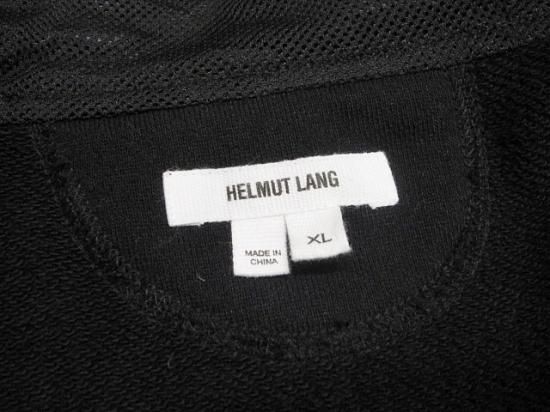 HELMUT LANG
XL
MADE IN
CHINA